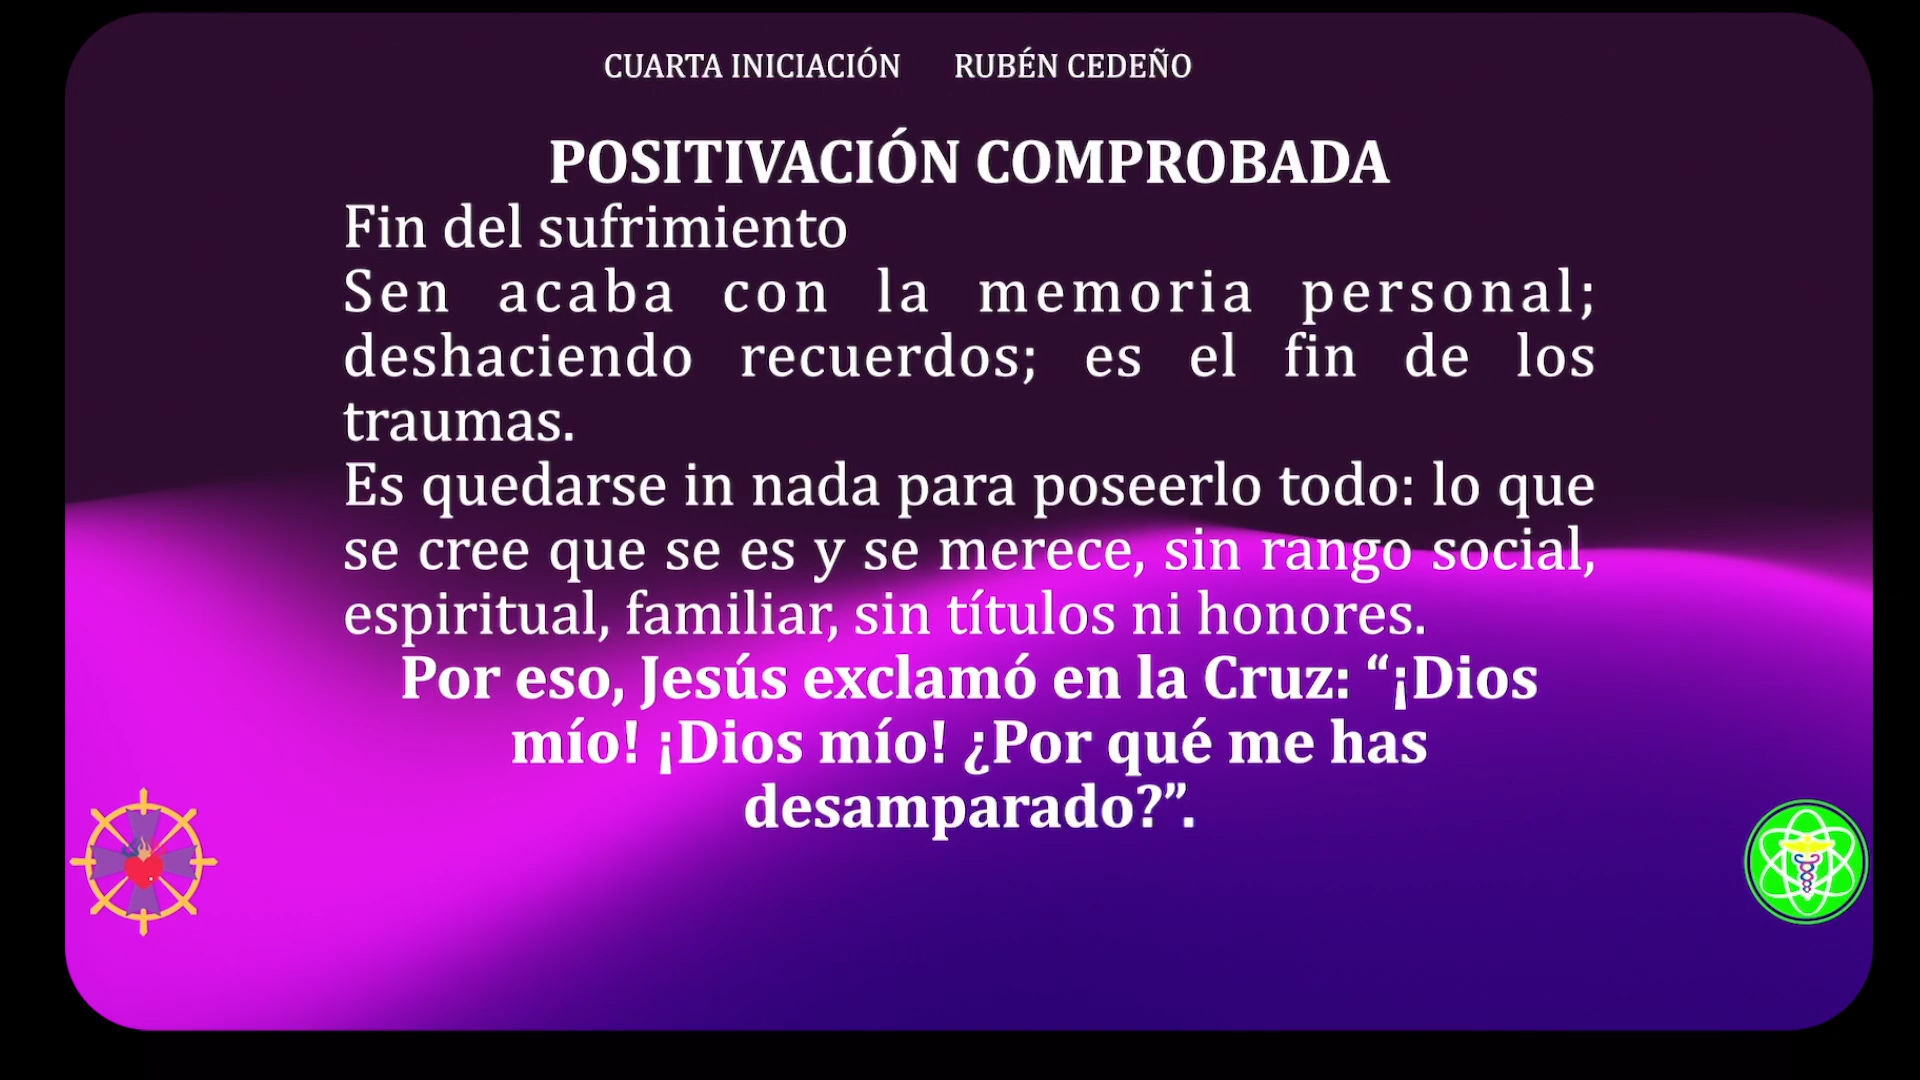 CUARTA INICIACIÓN RUBÉN CEDEÑO
POSITIVACIÓN COMPROBADA
Fin del sufrimiento
Sen acaba con la memoria personal;
deshaciendo recuerdos; es el fin de los
traumas.
Es quedarse in nada para poseerlo todo: lo que
se cree que se es y se merece, sin rango social,
espiritual, familiar, sin títulos ni honores.
Por eso, Jesús exclamó en la Cruz: “¡Dios
mío! ¡Dios mío! ¿Por qué me has
desamparado?”.